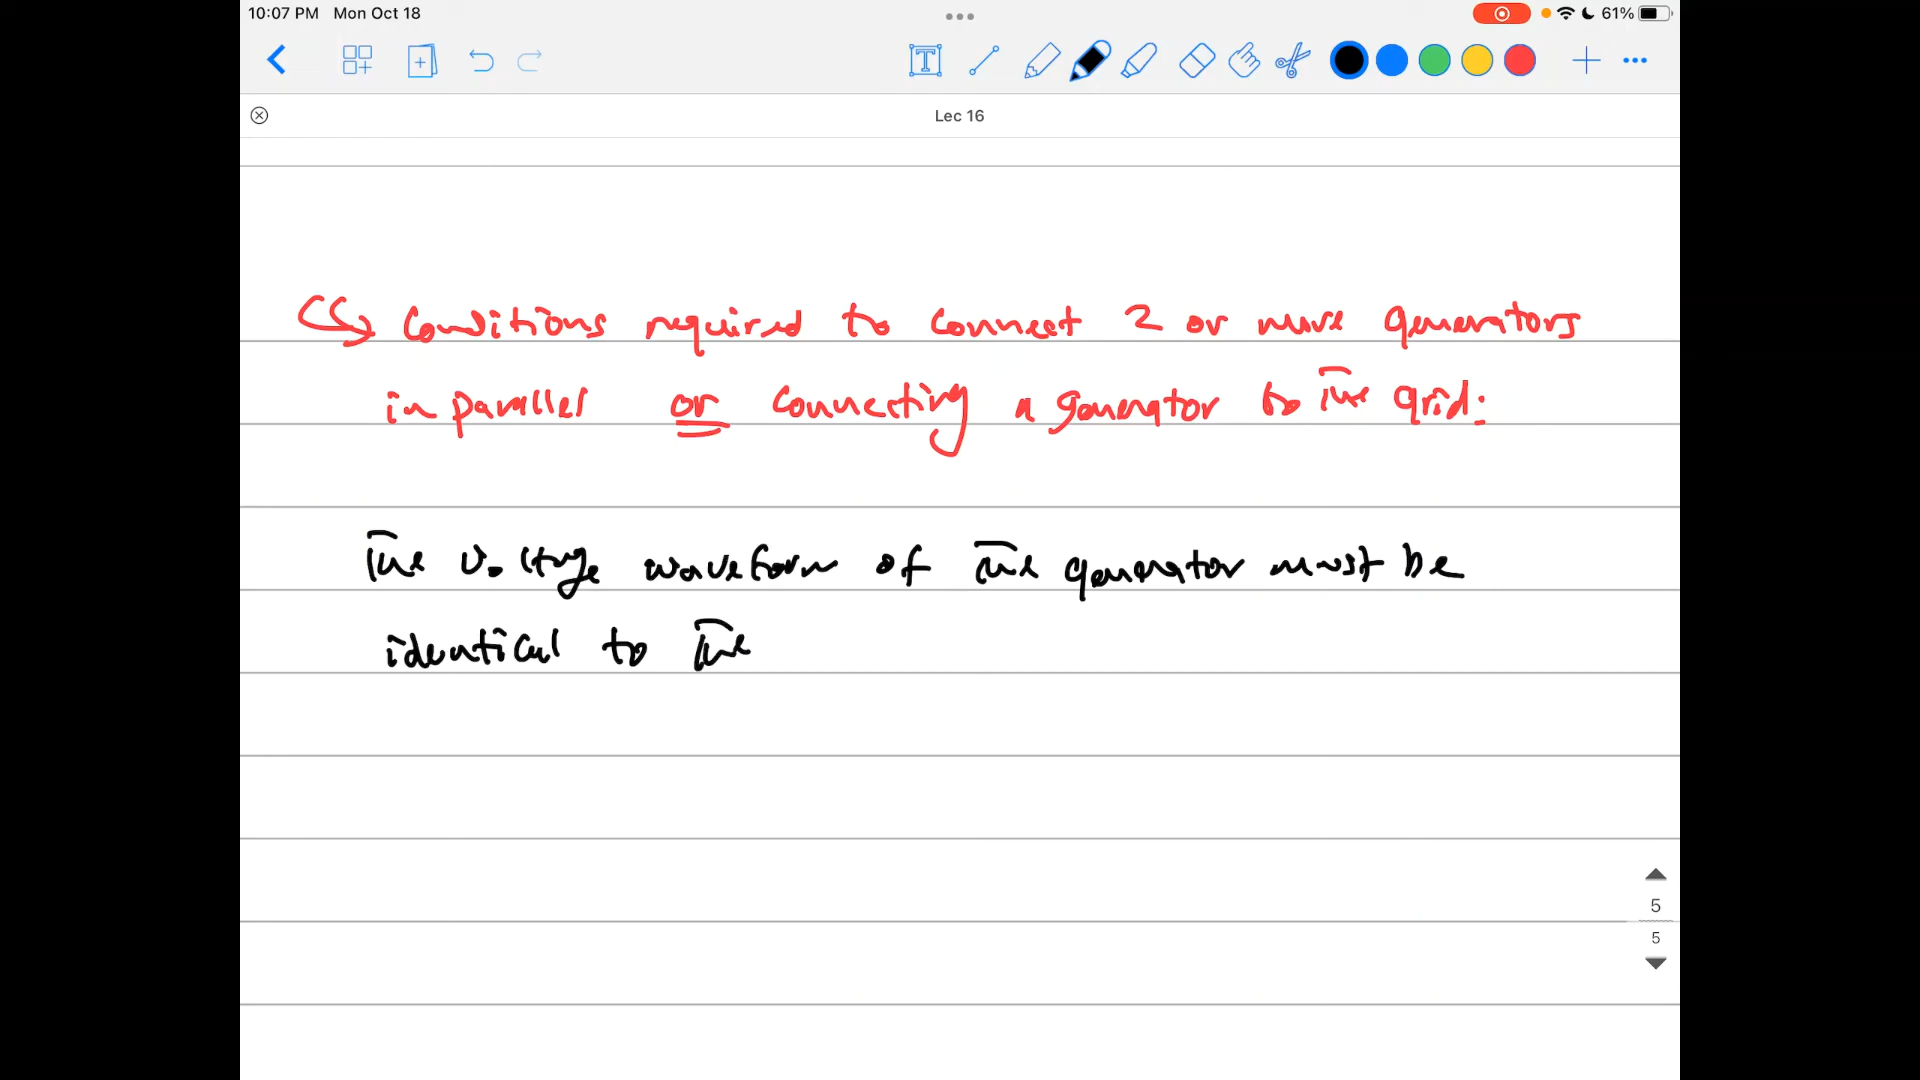 10:07 PM Mon Oct 18
61%
T
Lec 16
Conditions required to connect 2 or more generators
in parallel or connecting a generator to the grid:
The voltage waveform of the generator must be
identical to the
5
5